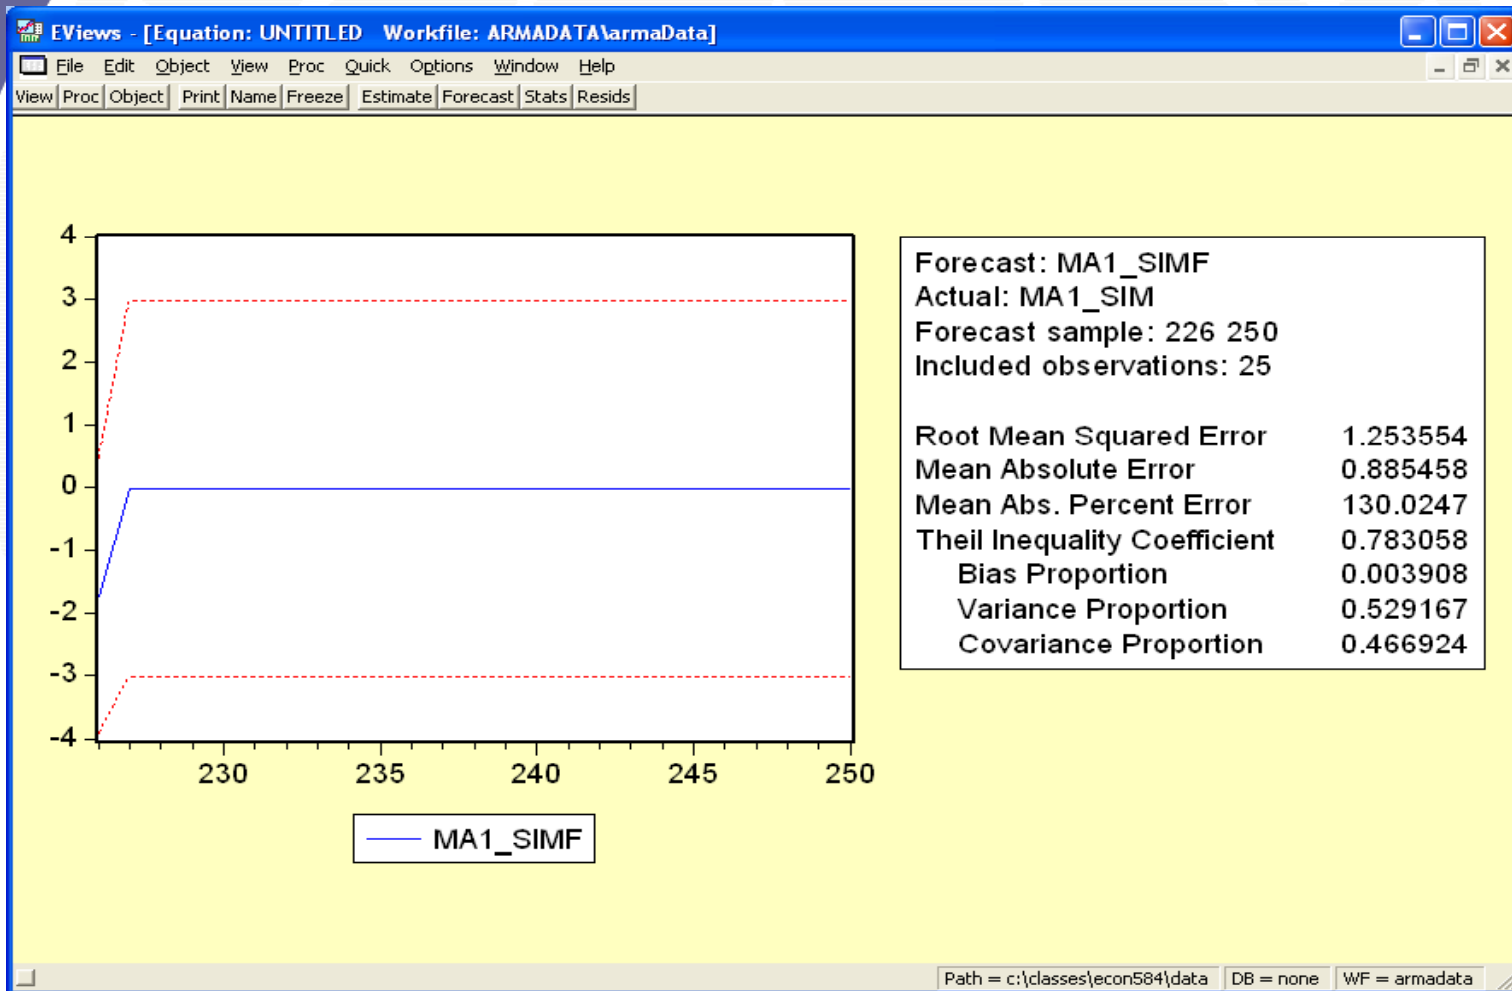 EViews - [Equation: UNTITLED   Workfile: ARMADATA\armaData]
File Edit Object View Proc Quick Options Window Help
View Proc Object Print Name Freeze Estimate Forecast Stats Resids
4
3
2
1
0
-1
-2
-3
-4
230 235 240 245 250
MA1_SIMF
Forecast: MA1_SIMF
Actual: MA1_SIM
Forecast sample: 226 250
Included observations: 25
Root Mean Squared Error 1.253554
Mean Absolute Error 0.885458
Mean Abs. Percent Error 130.0247
Theil Inequality Coefficient 0.783058
Bias Proportion 0.003908
Variance Proportion 0.529167
Covariance Proportion 0.466924
Path = c:\classes\econ584\data DB = none WF = armadata